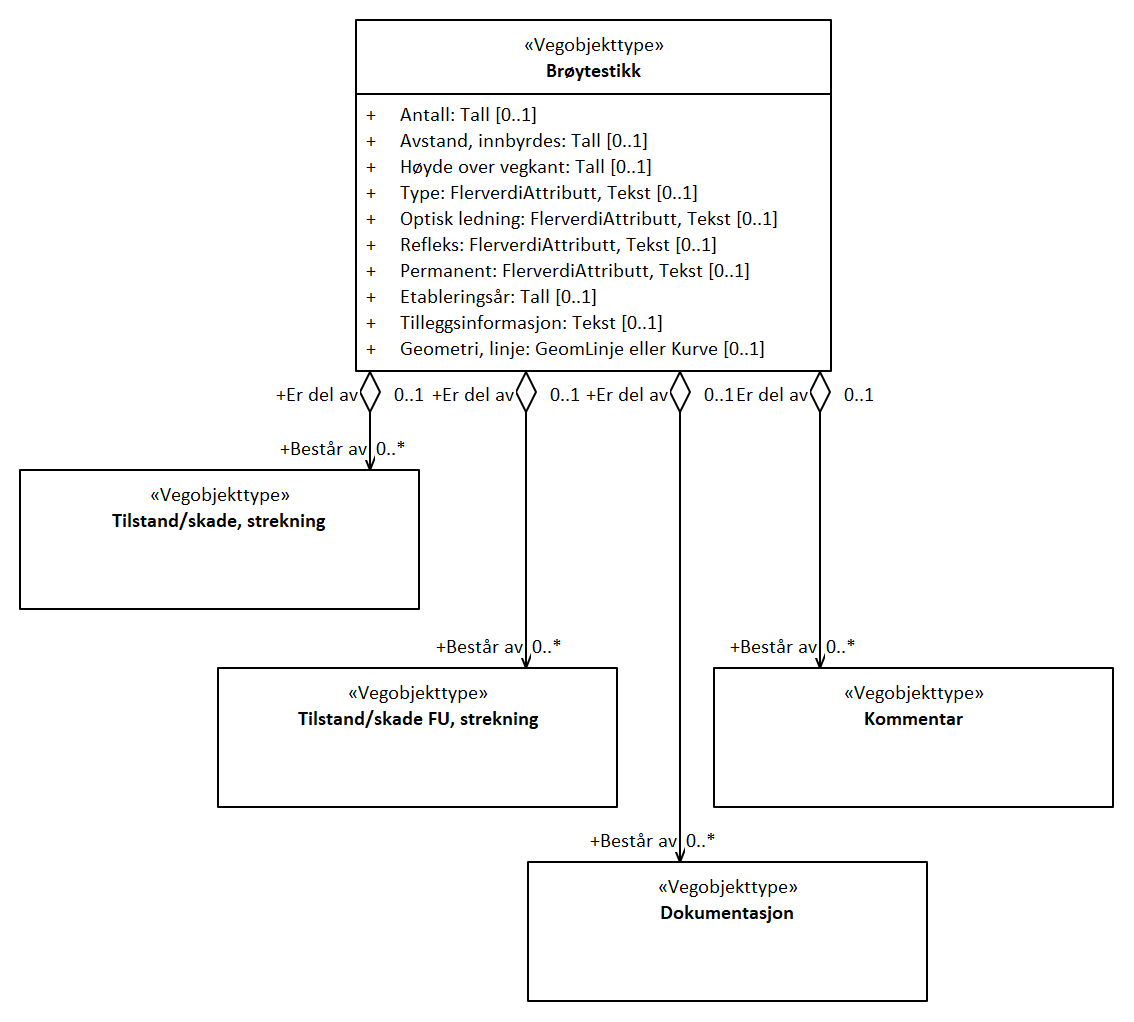 «Vegobjekttype»
Brøytestikk
+ Antall: Tall [0..1]
+ Avstand, innbyrdes: Tall [0..1]
+ Høyde over vegkant: Tall [0..1]
+ Type: FlerverdiAttributt, Tekst [0..1]
+ Optisk ledning: FlerverdiAttributt, Tekst [0..1]
+ Refleks: FlerverdiAttributt, Tekst [0..1]
+ Permanent: FlerverdiAttributt, Tekst [0..1]
+ Etableringsår: Tall [0..1]
+ Tilleggsinformasjon: Tekst [0..1]
+ Geometri, linje: GeomLinje eller Kurve [0..1]
+Er del av 0..1 +Er del av 0..1 +Er del av 0..1 Er del av 0..1
+Består av 0..*
«Vegobjekttype»
Tilstand/skade, strekning
+Består av 0..* +Består av 0..*
«Vegobjekttype»
Tilstand/skade FU, strekning
«Vegobjekttype»
Kommentar
+Består av 0..*
«Vegobjekttype»
Dokumentasjon